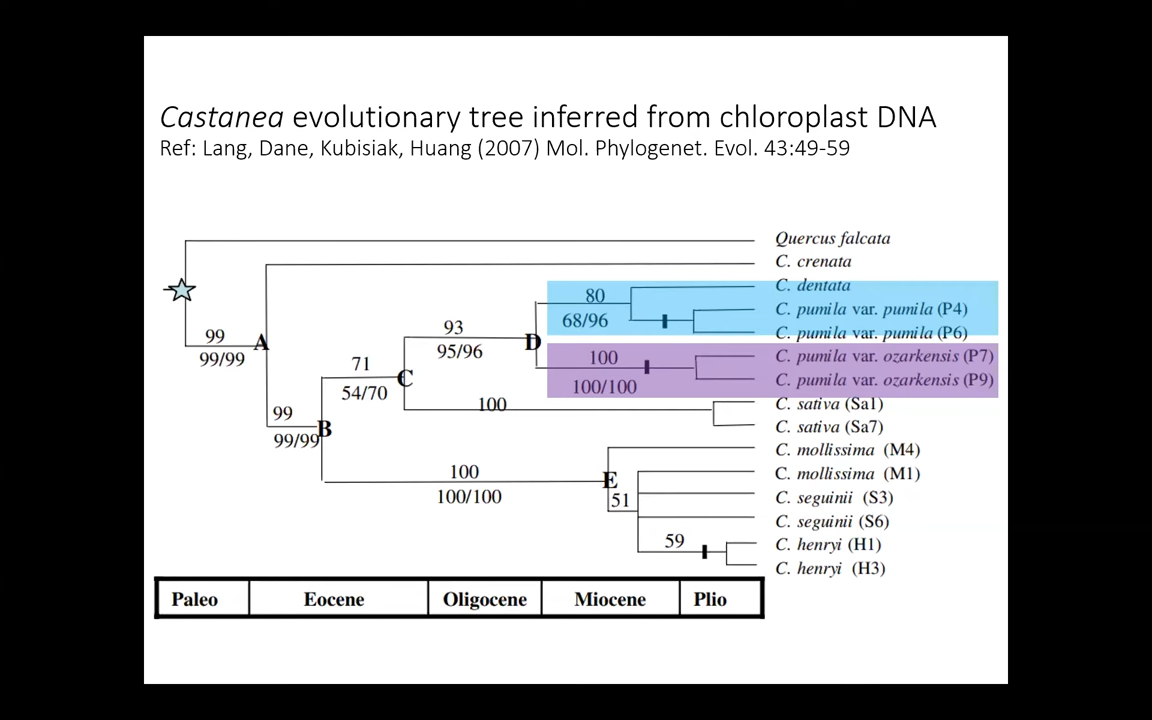 Castanea evolutionary tree inferred from chloroplast DNA
Ref: Lang, Dane, Kubisiak, Huang (2007) Mol. Phylogenet. Evol. 43:49-59
Quercus falcata
C. crenata
C. dentata
80
C. pumila var. pumila (P4)
68/96
93
C. pumila var. pumila (P6)
99
A
D
95/96
C. pumila var. ozarkensis (P7)
100
99/99
71
C
C. pumila var. ozarkensis (P9)
100/100
54/70
100
C. sativa (Sa1)
99
B
C. sativa (Sa7)
99/99
C. mollissima (M4)
100
E
C. mollissima (M1)
100/100
51
C. seguinii (S3)
C. seguinii (S6)
59
C. henryi (H1)
C. henryi (H3)
Paleo Eocene Oligocene Miocene Plio